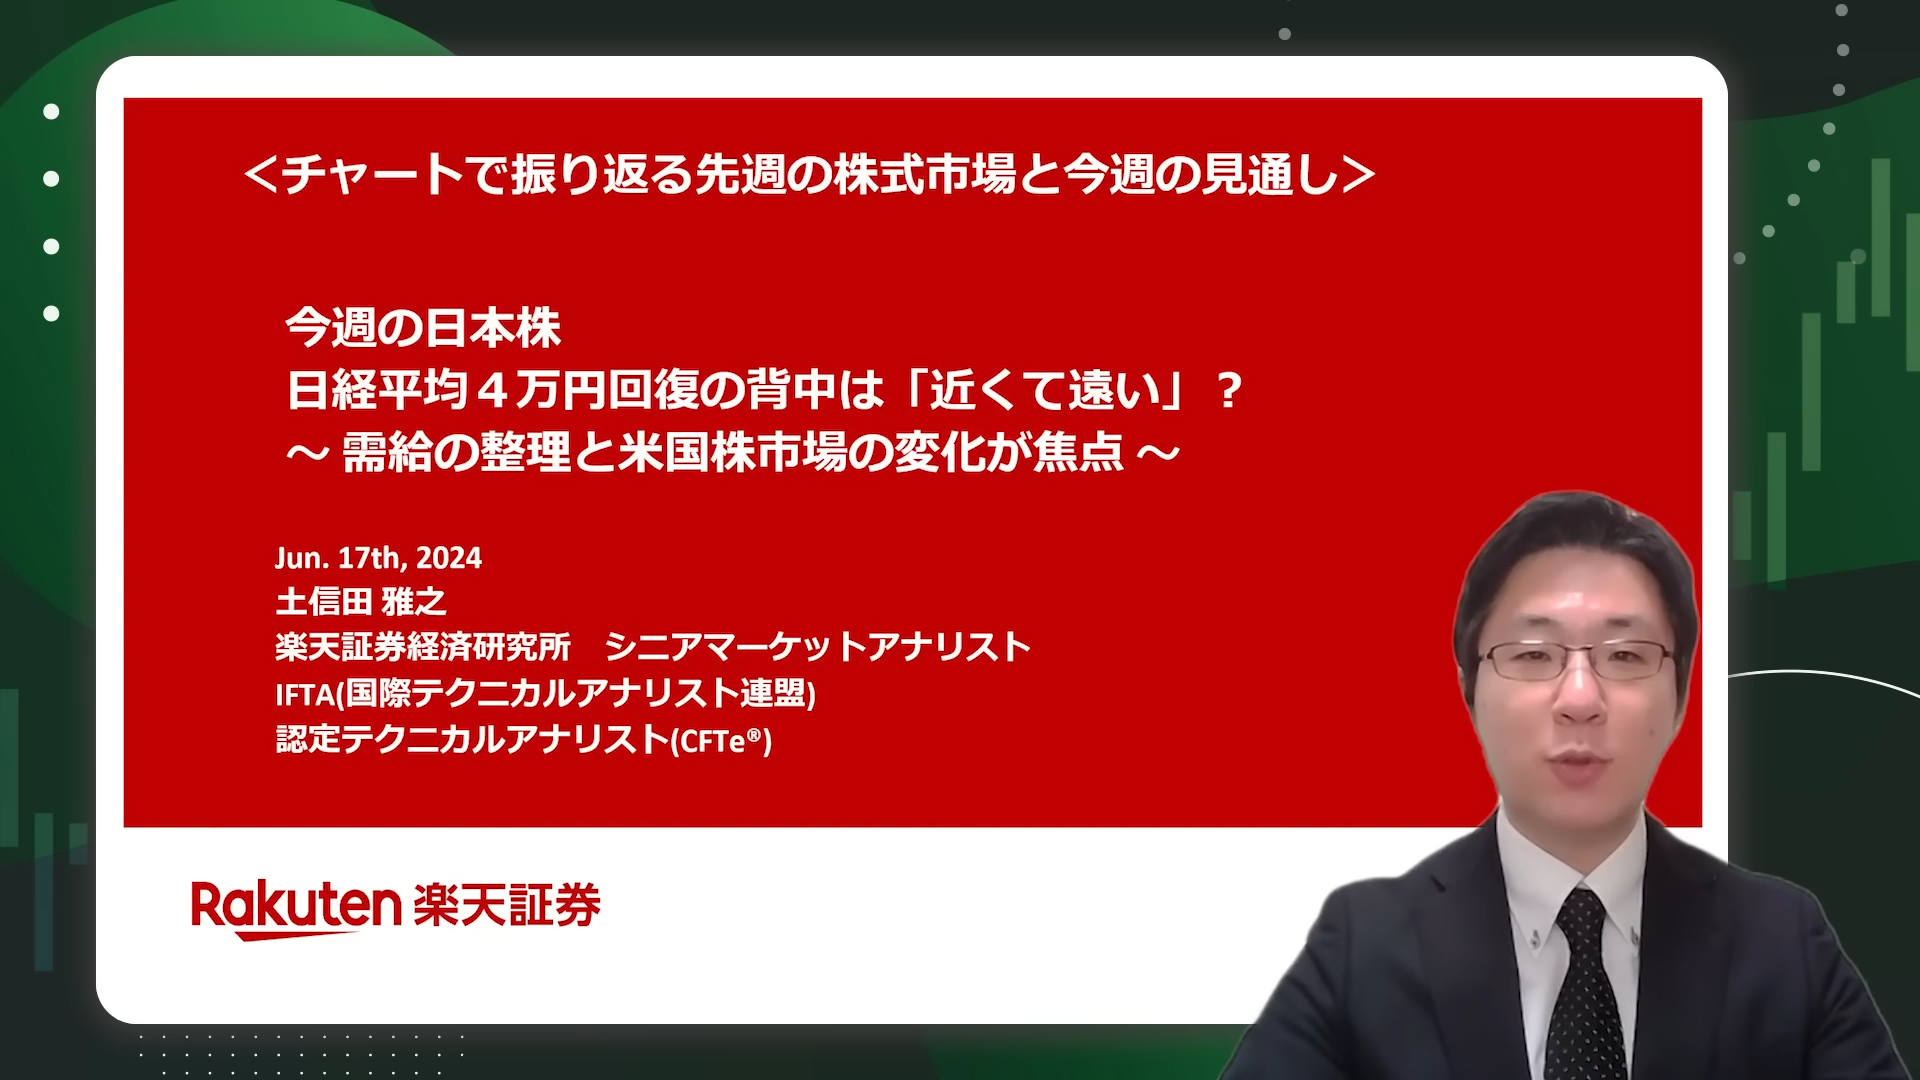 ＜チャートで振り返る先週の株式市場と今週の見通し＞
今週の日本株
日経平均４万円回復の背中は「近くて遠い」？
～ 需給の整理と米国株市場の変化が焦点 ～
Jun. 17th, 2024
土信田 雅之
楽天証券経済研究所　シニアマーケットアナリスト
IFTA(国際テクニカルアナリスト連盟)
認定テクニカルアナリスト(CFTe®)
Rakuten 楽天証券